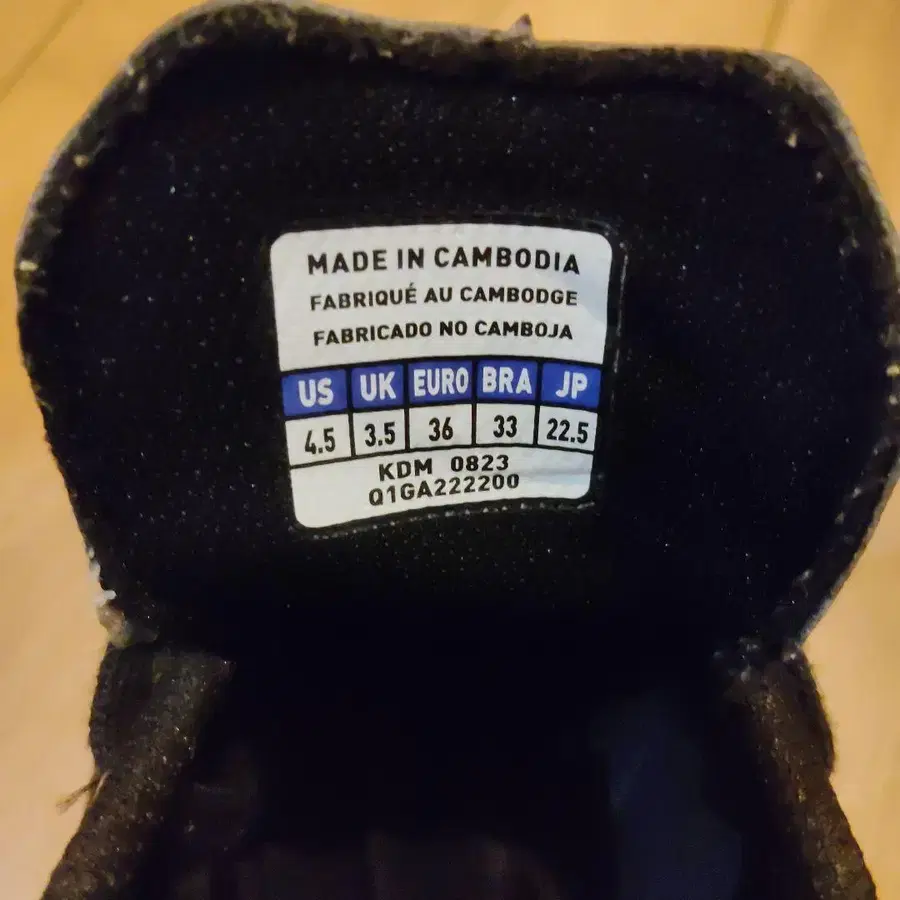 MADE IN CAMBODIA
FABRIQUÉ AU CAMBODGE
FABRICADO NO CAMBOJA
US UK EURO BRA JP
4.5 3.5 36 33 22.5
KDM 0823
Q1GA222200